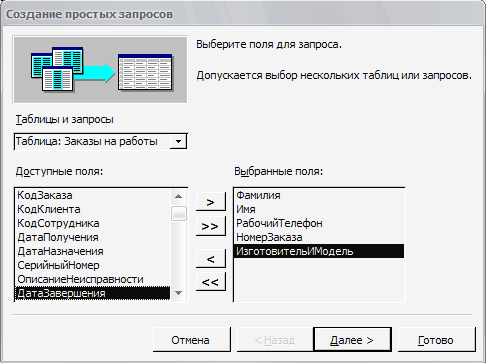 Создание простых запросов
Выберите поля для запроса.
Допускается выбор нескольких таблиц или запросов.
Таблицы и запросы
Таблица: Заказы на работы
Доступные поля:
КодЗаказа
КодКлиента
КодСотрудника
ДатаПолучения
ДатаНазначения
СерийныйНомер
ОписаниеНеисправности
ДатаЗавершения
>
>>
<
<<
Выбранные поля:
Фамилия
Имя
РабочийТелефон
НомерЗаказа
ИзготовительИМодель
Отмена
< Назад
Далее >
Готово